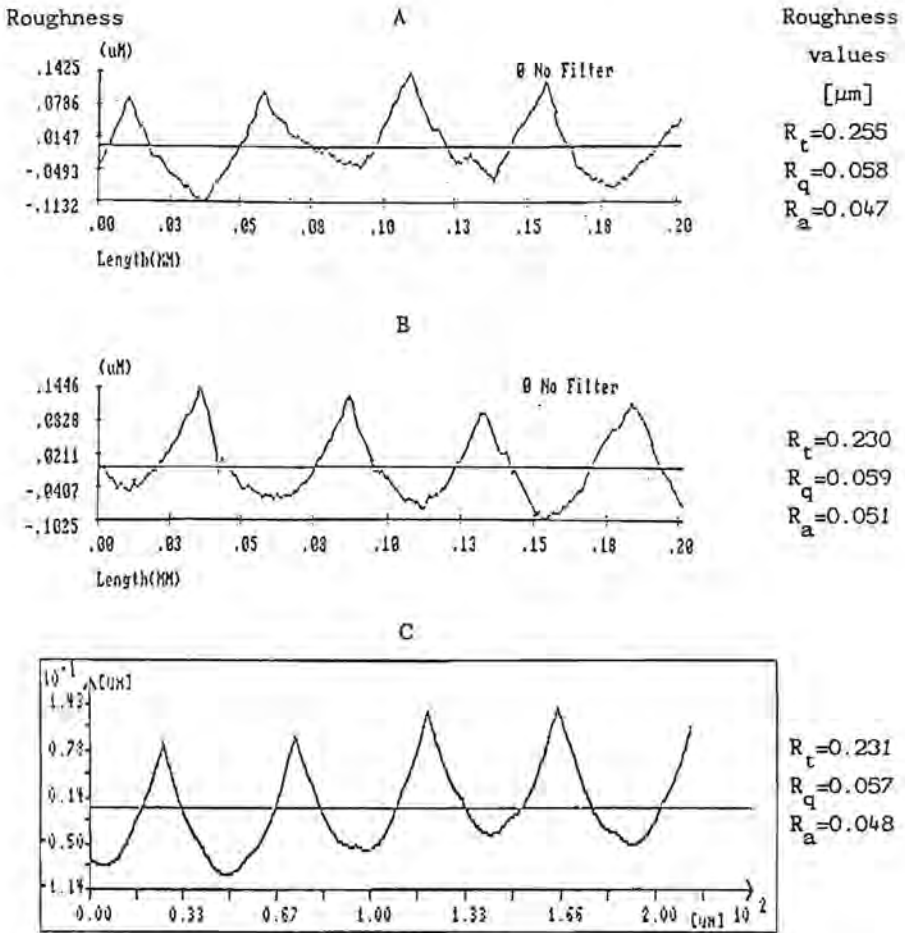 Roughness
A
Roughness
values
[µm]
(uM)
0 No Filter
.1425
.0786
.0147
-.0493
-.1132
.00 .03 .05 .08 .10 .13 .15 .18 .20
Length(MM)
R_t=0.255
R_q=0.058
R_a=0.047
B
(uM)
0 No Filter
.1446
.0828
.0211
-.0407
-.1025
.00 .03 .05 .08 .10 .13 .15 .18 .20
Length(MM)
R_t=0.230
R_q=0.059
R_a=0.051
C
10^-1
[UM]
1.43
0.78
0.14
-0.50
-1.14
-0.00 0.33 0.67 1.00 1.33 1.66 2.00 10^2
[UM]
R_t=0.231
R_q=0.057
R_a=0.048